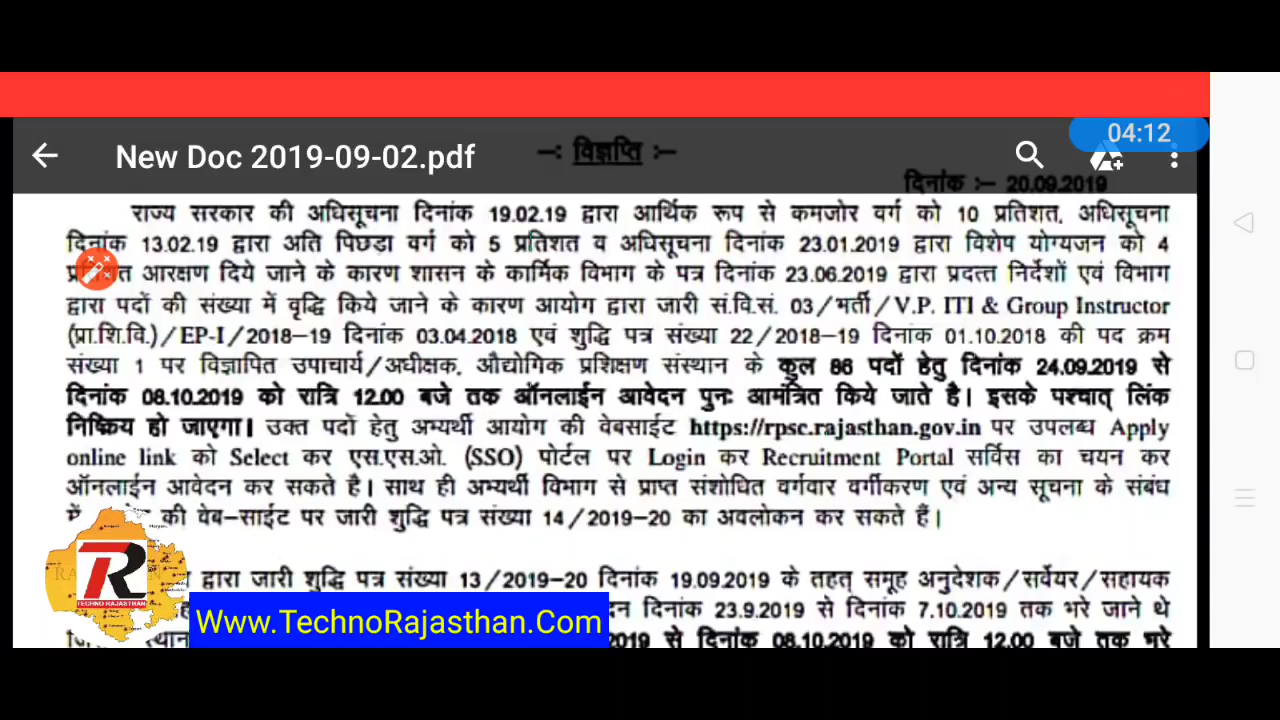 04:12
New Doc 2019-09-02.pdf
—: विज्ञप्ति :—
दिनांक :— 20.09.2019
राज्य सरकार की अधिसूचना दिनांक 19.02.19 द्वारा आर्थिक रूप से कमजोर वर्ग को 10 प्रतिशत, अधिसूचना
दिनांक 13.02.19 द्वारा अति पिछडा वर्ग को 5 प्रतिशत व अधिसूचना दिनांक 23.01.2019 द्वारा विशेष योग्यजन को 4
आरक्षण दिये जाने के कारण शासन के कार्मिक विभाग के पत्र दिनांक 23.06.2019 द्वारा प्रदत्त निर्देशों एवं विभाग
द्वारा पदों की संख्या में वृद्धि किये जाने के कारण आयोग द्वारा जारी सं.वि.सं. 03/भर्ती/V.P. ITI & Group Instructor
(प्रा.शि.वि.)/EP-I/2018-19 दिनांक 03.04.2018 एवं शुद्धि पत्र संख्या 22/2018-19 दिनांक 01.10.2018 की पद क्रम
संख्या 1 पर विज्ञापित उपाचार्य/अधीक्षक, औद्योगिक प्रशिक्षण संस्थान के कुल 86 पदों हेतु दिनांक 24.09.2019 से
दिनांक 08.10.2019 को रात्रि 12.00 बजे तक ऑनलाईन आवेदन पुनः आमंत्रित किये जाते है। इसके पश्चात् लिंक
निष्क्रिय हो जाएगा। उक्त पदों हेतु अभ्यर्थी आयोग की वेबसाईट https://rpsc.rajasthan.gov.in पर उपलब्ध Apply
online link को Select कर एस.एस.ओ. (SSO) पोर्टल पर Login कर Recruitment Portal सर्विस का चयन कर
ऑनलाईन आवेदन कर सकते है। साथ ही अभ्यर्थी विभाग से प्राप्त संशोधित वर्गवार वर्गीकरण एवं अन्य सूचना के संबंध
की वेब-साईट पर जारी शुद्धि पत्र संख्या 14/2019-20 का अवलोकन कर सकते हैं।
द्वारा जारी शुद्धि पत्र संख्या 13/2019-20 दिनांक 19.09.2019 के तहत् समूह अनुदेशक/सर्वेयर/सहायक
दिनांक 23.9.2019 से दिनांक 7.10.2019 तक भरे जाने थे
से दिनांक 08.10.2019 को रात्रि 12.00 बजे तक भरे
TR
TECHNO RAJASTHAN
Www.TechnoRajasthan.Com